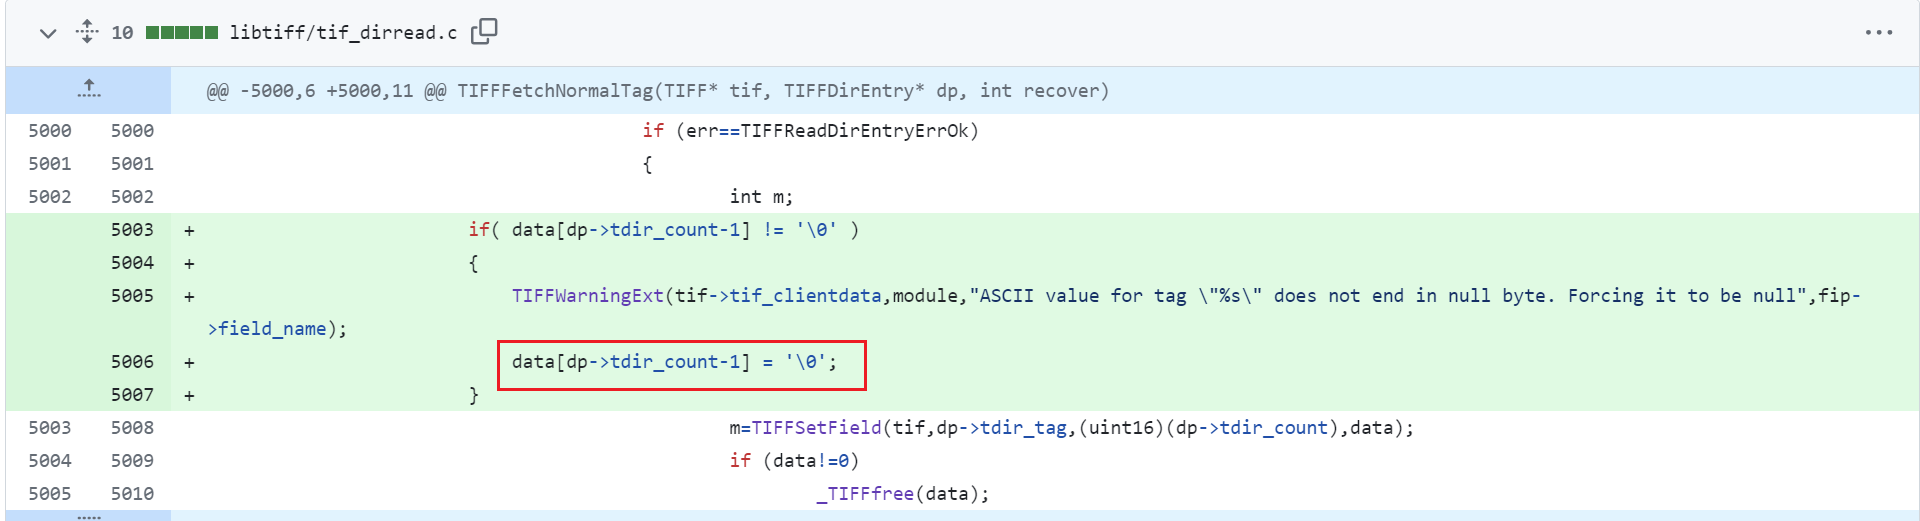 10 libtiff/tif_dirread.c
@@ -5000,6 +5000,11 @@ TIFFFetchNormalTag(TIFF* tif, TIFFDirEntry* dp, int recover)
5000 5000 if (err==TIFFReadDirEntryErrOk)
5001 5001 {
5002 5002 int m;
5003 + if( data[dp->tdir_count-1] != '\0' )
5004 + {
5005 + TIFFWarningExt(tif->tif_clientdata,module,"ASCII value for tag \"%s\" does not end in null byte. Forcing it to be null",fip-
>field_name);
5006 + data[dp->tdir_count-1] = '\0';
5007 + }
5003 5008 m=TIFFSetField(tif,dp->tdir_tag,(uint16)(dp->tdir_count),data);
5004 5009 if (data!=0)
5005 5010 _TIFFfree(data);